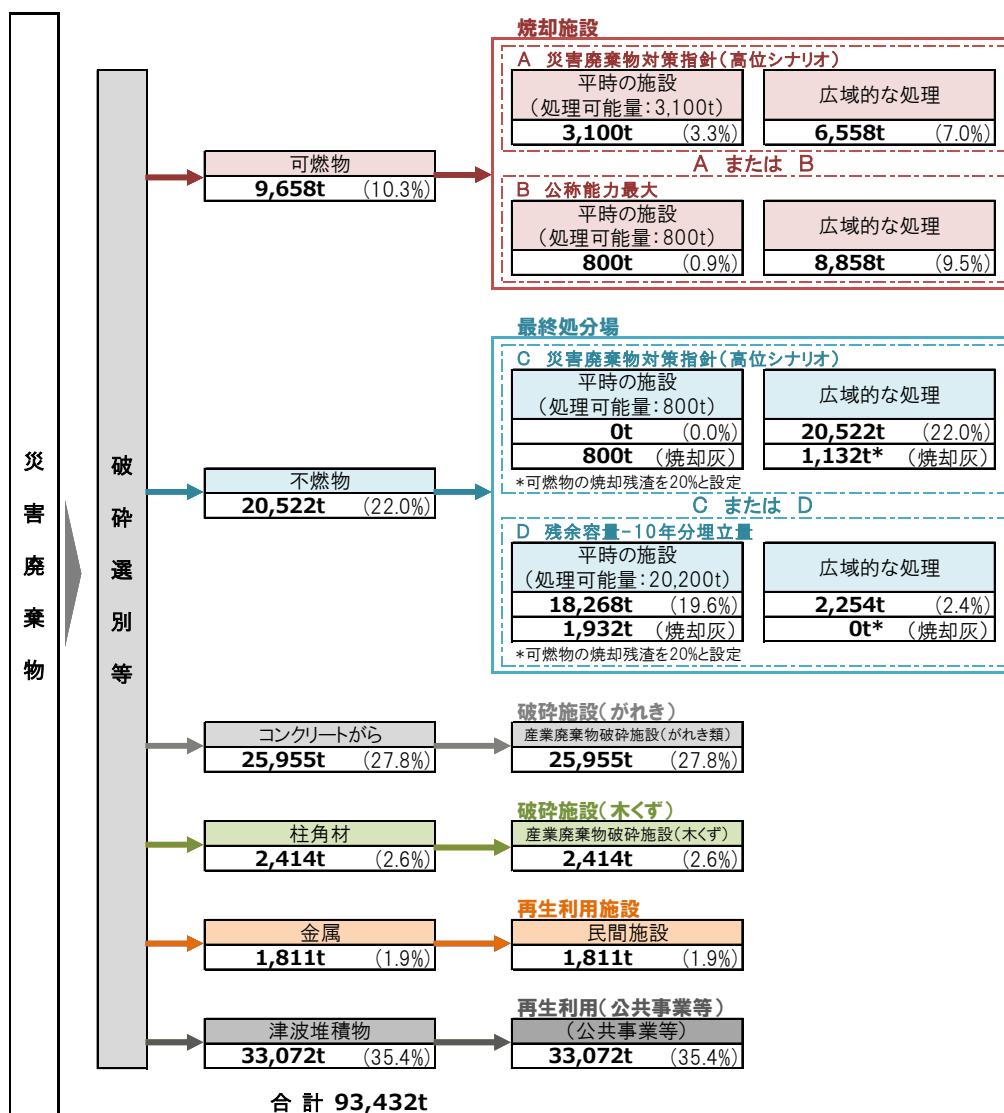 災害廃棄物
破砕選別等
焼却施設
A 災害廃棄物対策指針(高位シナリオ)
平時の施設
(処理可能量:3,100t)
3,100t (3.3%)
広域的な処理
6,558t (7.0%)
可燃物
9,658t (10.3%)
A または B
B 公称能力最大
平時の施設
(処理可能量:800t)
800t (0.9%)
広域的な処理
8,858t (9.5%)
最終処分場
C 災害廃棄物対策指針(高位シナリオ)
平時の施設
(処理可能量:800t)
0t (0.0%)
800t (焼却灰)
広域的な処理
20,522t (22.0%)
1,132t* (焼却灰)
*可燃物の焼却残渣を20%と設定
不燃物
20,522t (22.0%)
C または D
D 残余容量-10年分埋立量
平時の施設
(処理可能量:20,200t)
18,268t (19.6%)
1,932t (焼却灰)
広域的な処理
2,254t (2.4%)
0t* (焼却灰)
*可燃物の焼却残渣を20%と設定
破砕施設(がれき)
コンクリートがら
25,955t (27.8%)
産業廃棄物破砕施設(がれき類)
25,955t (27.8%)
破砕施設(木くず)
柱角材
2,414t (2.6%)
産業廃棄物破砕施設(木くず)
2,414t (2.6%)
再生利用施設
金属
1,811t (1.9%)
民間施設
1,811t (1.9%)
再生利用(公共事業等)
津波堆積物
33,072t (35.4%)
(公共事業等)
33,072t (35.4%)
合 計 93,432t